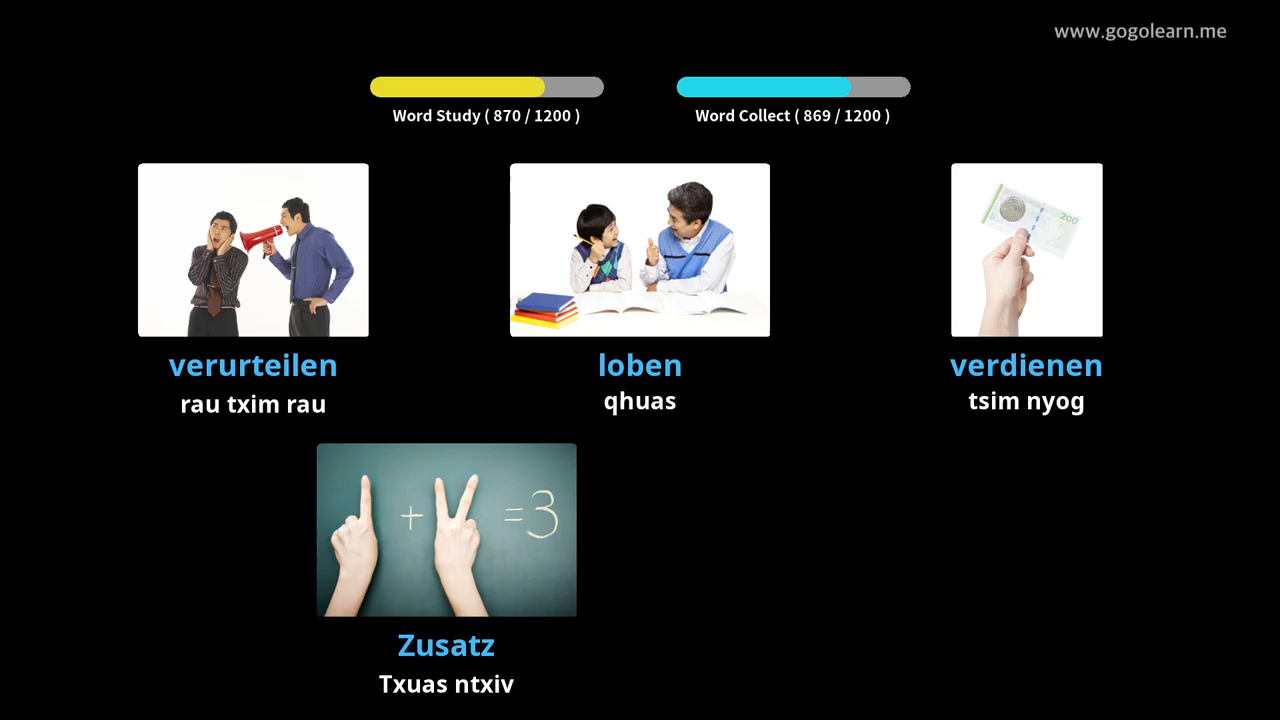 www.gogolearn.me
Word Study ( 870 / 1200 )
Word Collect ( 869 / 1200 )
verurteilen
rau txim rau
loben
qhuas
200
verdienen
tsim nyog
+ =3
Zusatz
Txuas ntxiv